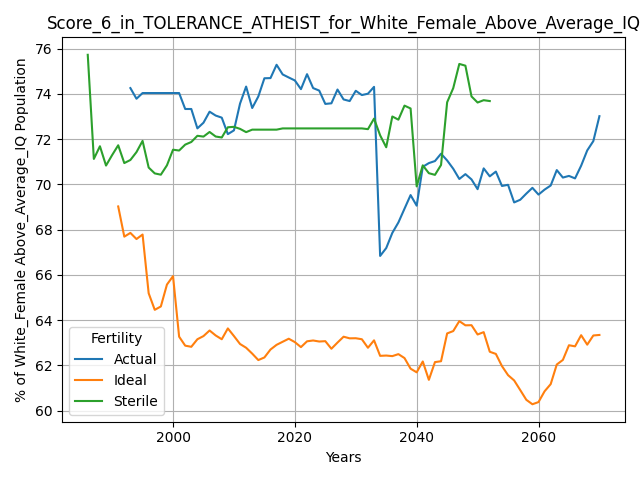 Score_6_in_TOLERANCE_ATHEIST_for_White_Female_Above_Average_IQ
% of White_Female Above_Average_IQ Population
76
74
72
70
68
66
64
62
60
Fertility
Actual
Ideal
Sterile
2000 2020 2040 2060
Years